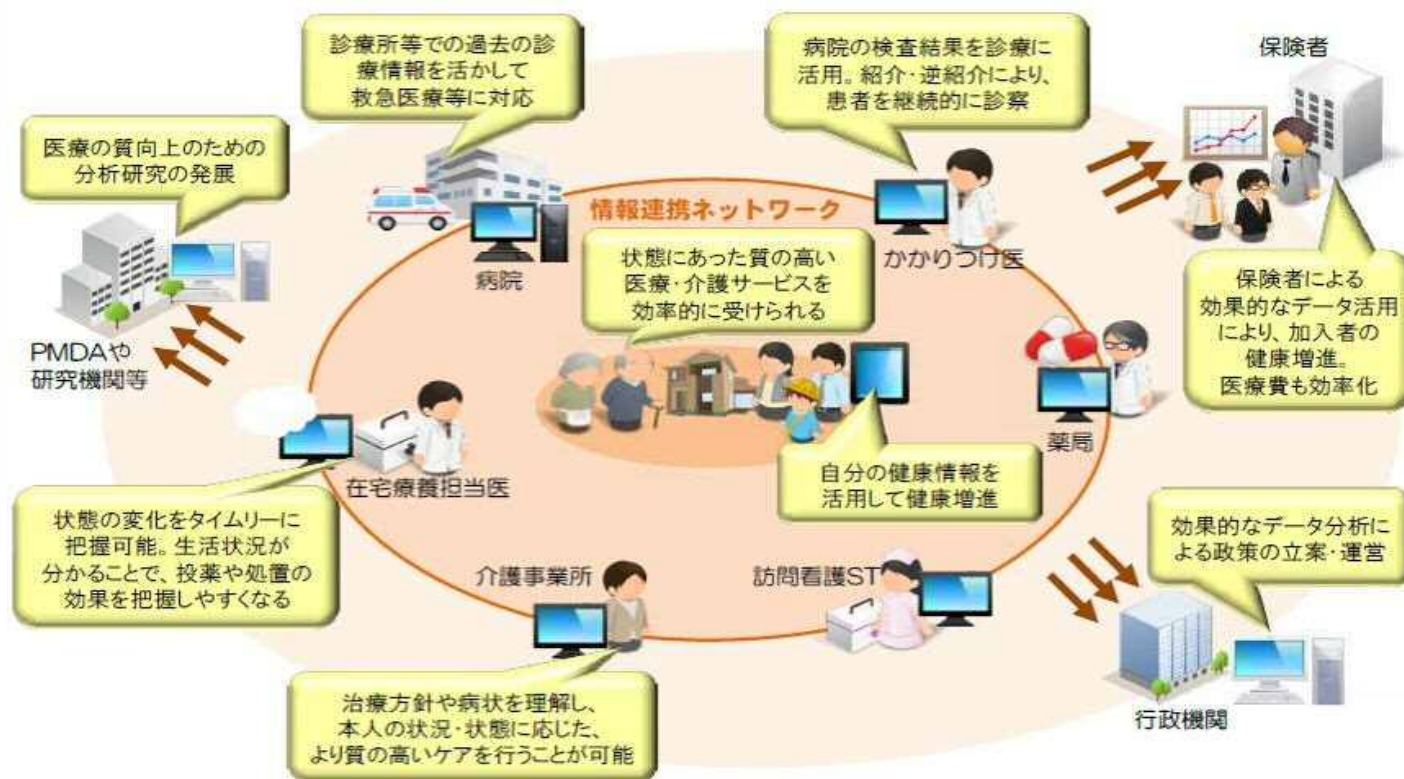 診療所等での過去の診
療情報を活かして
救急医療等に対応
病院の検査結果を診療に
活用。紹介・逆紹介により、
患者を継続的に診察
保険者
医療の質向上のための
分析研究の発展
情報連携ネットワーク
病院
かかりつけ医
状態にあった質の高い
医療・介護サービスを
効率的に受けられる
保険者による
効果的なデータ活用
により、加入者の
健康増進。
医療費も効率化
PMDAや
研究機関等
薬局
在宅療養担当医
自分の健康情報を
活用して健康増進
状態の変化をタイムリーに
把握可能。生活状況が
分かることで、投薬や処置の
効果を把握しやすくなる
効果的なデータ分析に
よる政策の立案・運営
介護事業所
訪問看護ST
治療方針や病状を理解し、
本人の状況・状態に応じた、
より質の高いケアを行うことが可能
行政機関